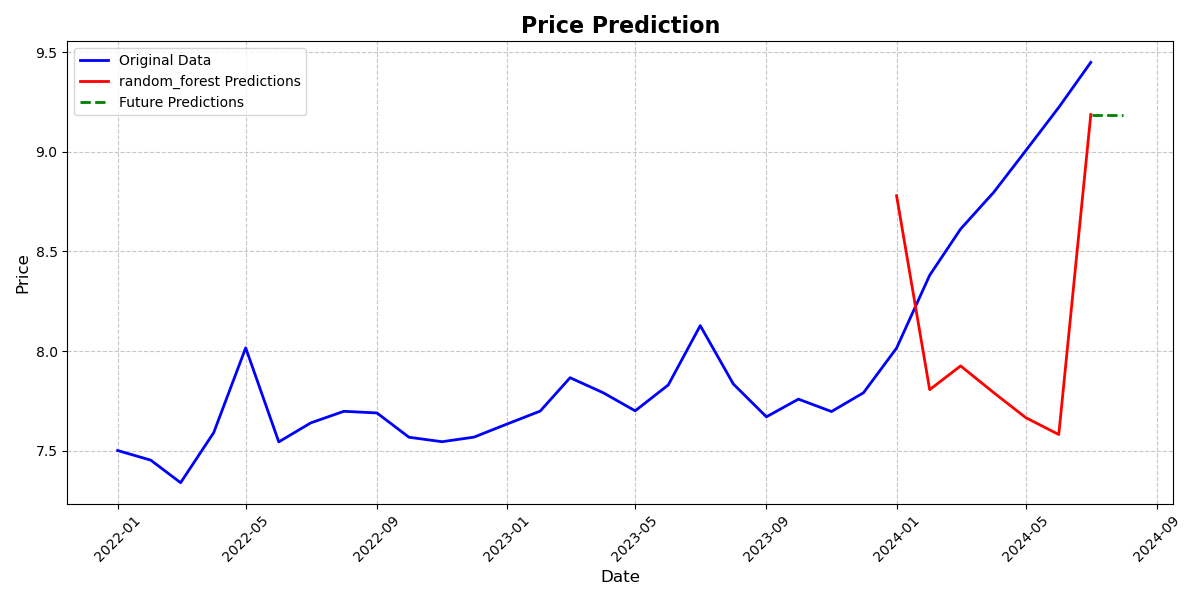 Price Prediction
Original Data
random_forest Predictions
Future Predictions
9.5
9.0
8.5
8.0
7.5
Price
2022-01
2022-05
2022-09
2023-01
2023-05
2023-09
2024-01
2024-05
2024-09
Date